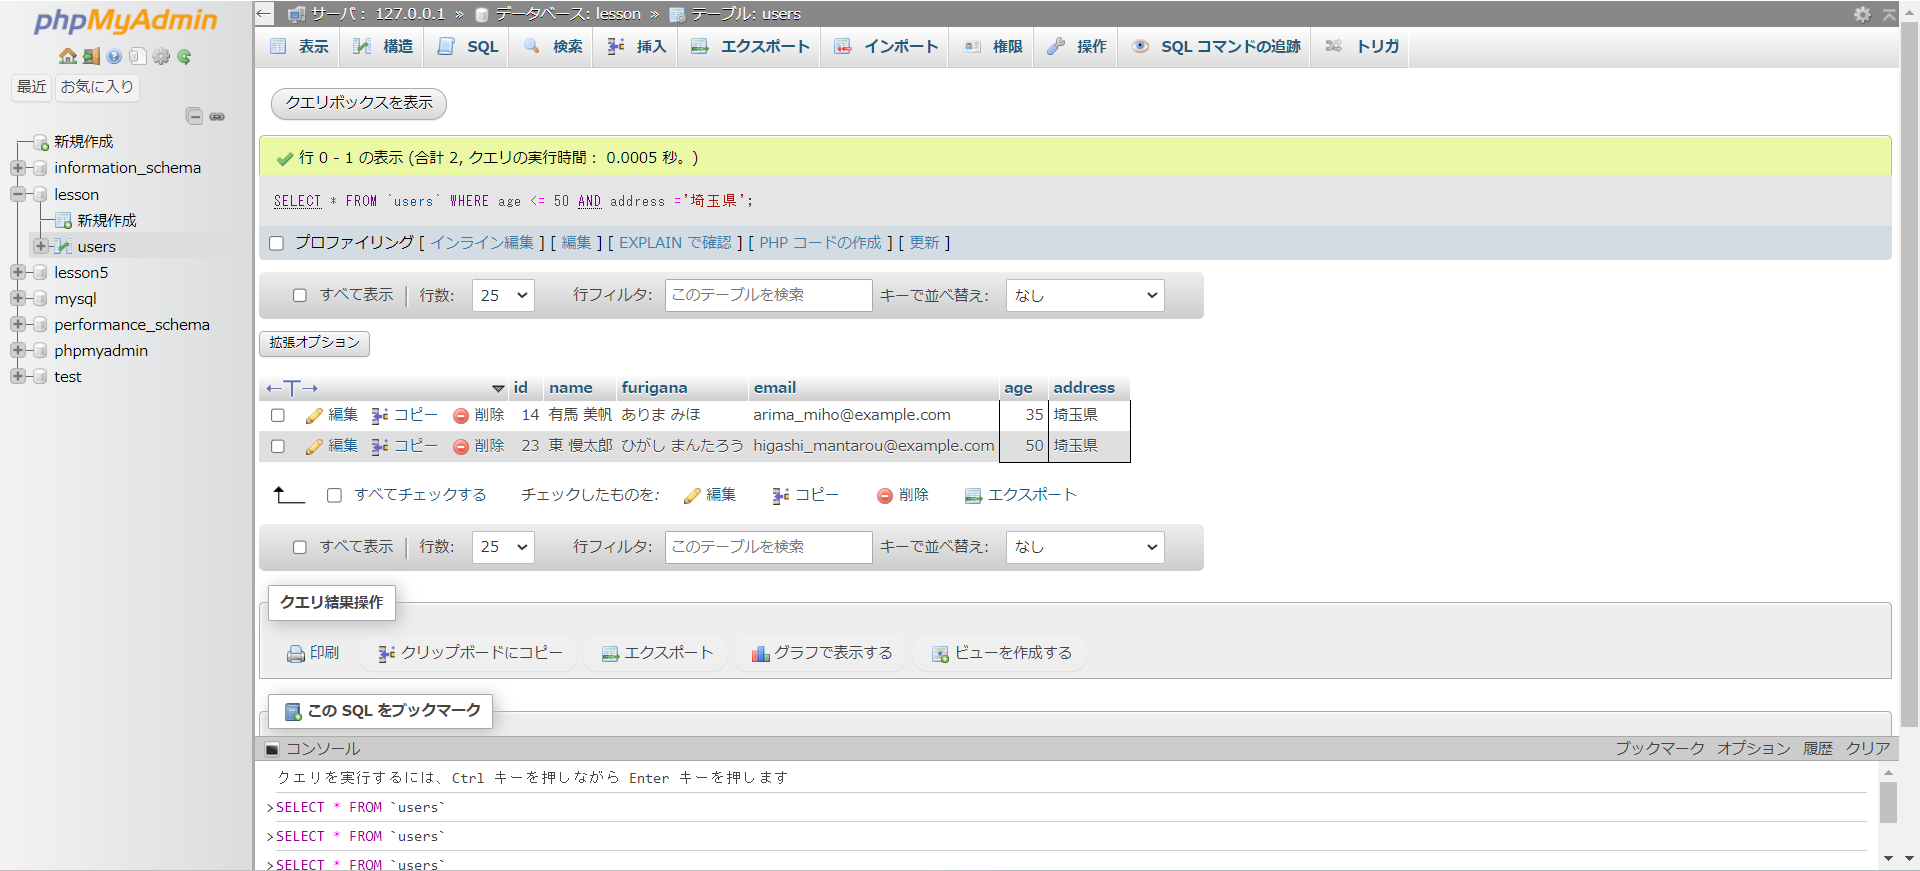 phpMyAdmin
最近 お気に入り
新規作成
information_schema
lesson
新規作成
users
lesson5
mysql
performance_schema
phpmyadmin
test
サーバ： 127.0.0.1 » データベース: lesson » テーブル: users
表示 構造 SQL 検索 挿入 エクスポート インポート 権限 操作 SQL コマンドの追跡 トリガ
クエリボックスを表示
行 0 - 1 の表示 (合計 2, クエリの実行時間： 0.0005 秒。)
SELECT * FROM `users` WHERE age <= 50 AND address ='埼玉県';
プロファイリング [ インライン編集 ] [ 編集 ] [ EXPLAIN で確認 ] [ PHP コードの作成 ] [ 更新 ]
すべて表示 | 行数: 25 行フィルタ: このテーブルを検索 キーで並べ替え: なし
拡張オプション
←T→ id name furigana email age address
編集 コピー 削除 14 有馬 美帆 ありま みほ arima_miho@example.com 35 埼玉県
編集 コピー 削除 23 東 慢太郎 ひがし まんたろう higashi_mantarou@example.com 50 埼玉県
すべてチェックする チェックしたものを: 編集 コピー 削除 エクスポート
すべて表示 | 行数: 25 行フィルタ: このテーブルを検索 キーで並べ替え: なし
クエリ結果操作
印刷 クリップボードにコピー エクスポート グラフで表示する ビューを作成する
この SQL をブックマーク
コンソール ブックマーク オプション 履歴 クリア
クエリを実行するには、Ctrl キーを押しながら Enter キーを押します
>SELECT * FROM `users`
>SELECT * FROM `users`
>SELECT * FROM `users`